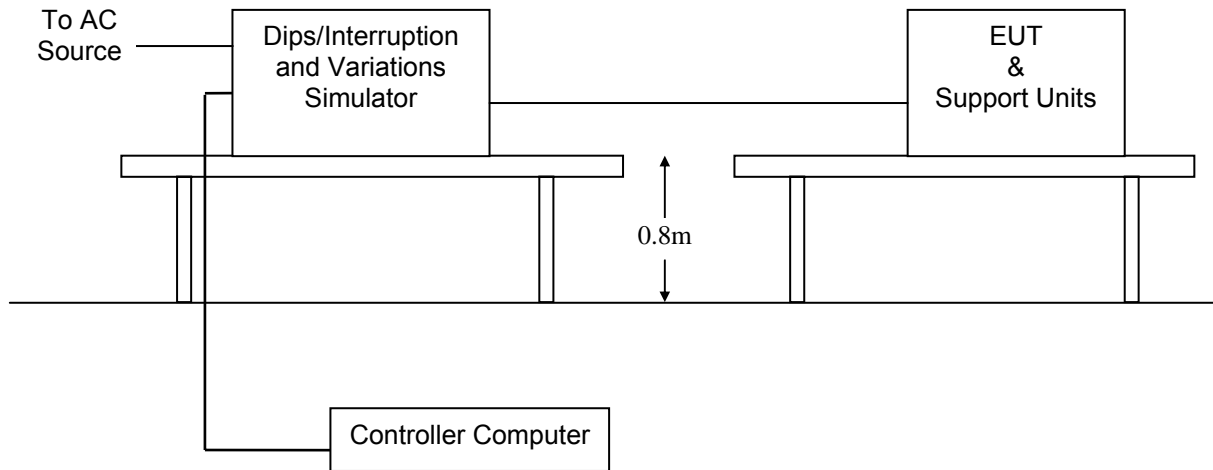 To AC
Source
Dips/Interruption
and Variations
Simulator
EUT
&
Support Units
0.8m
Controller Computer